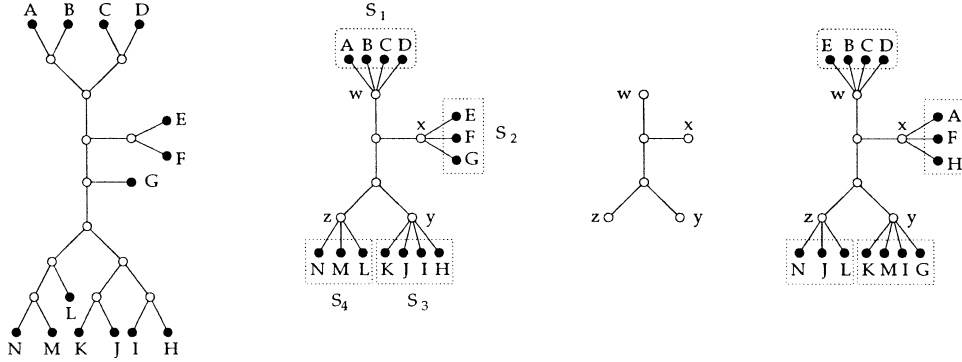 A B C D
E
F
G
L
N M K J I H
S1
A B C D
w
x
E
F
G
S2
z
y
N M L
K J I H
S4
S3
w
x
z
y
E B C D
w
x
A
F
H
z
y
N J L
K M I G